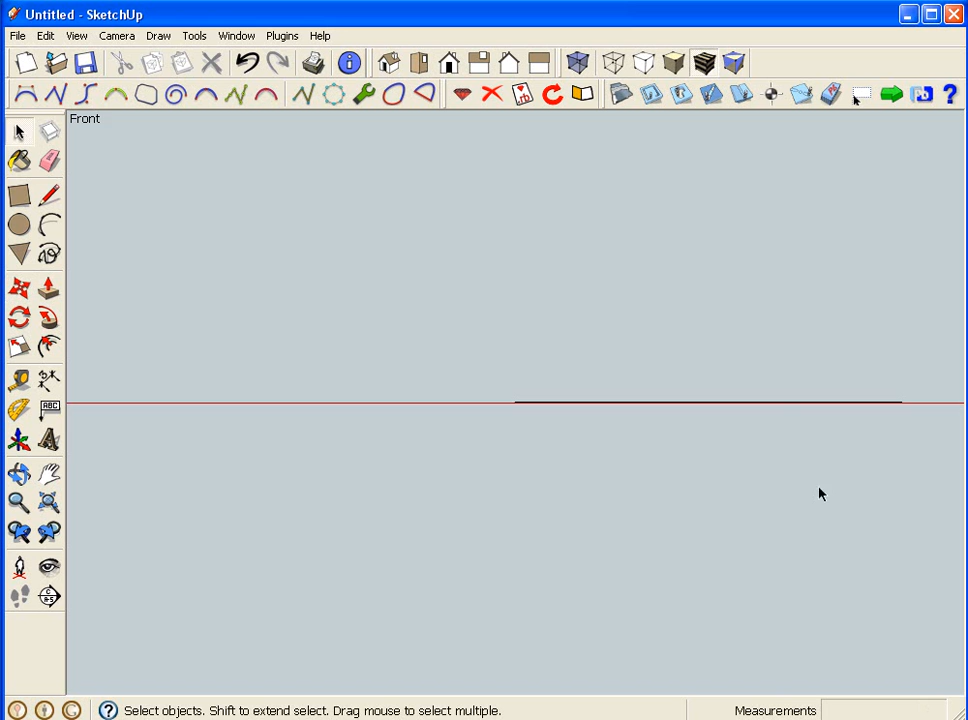 Untitled - SketchUp
File Edit View Camera Draw Tools Window Plugins Help
Front
ABC
Select objects. Shift to extend select. Drag mouse to select multiple.
Measurements